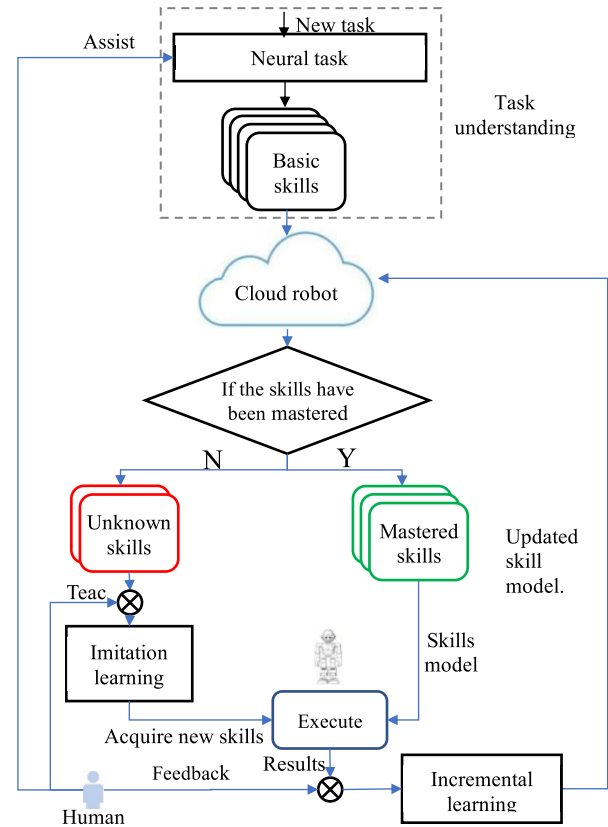 New task
Assist
Neural task
Task
understanding
Basic
skills
Cloud robot
If the skills have
been mastered
N
Y
Unknown
skills
Mastered
skills
Updated
skill
model.
Teac
Imitation
learning
Skills
model
Acquire new skills
Execute
Results
Feedback
Incremental
learning
Human